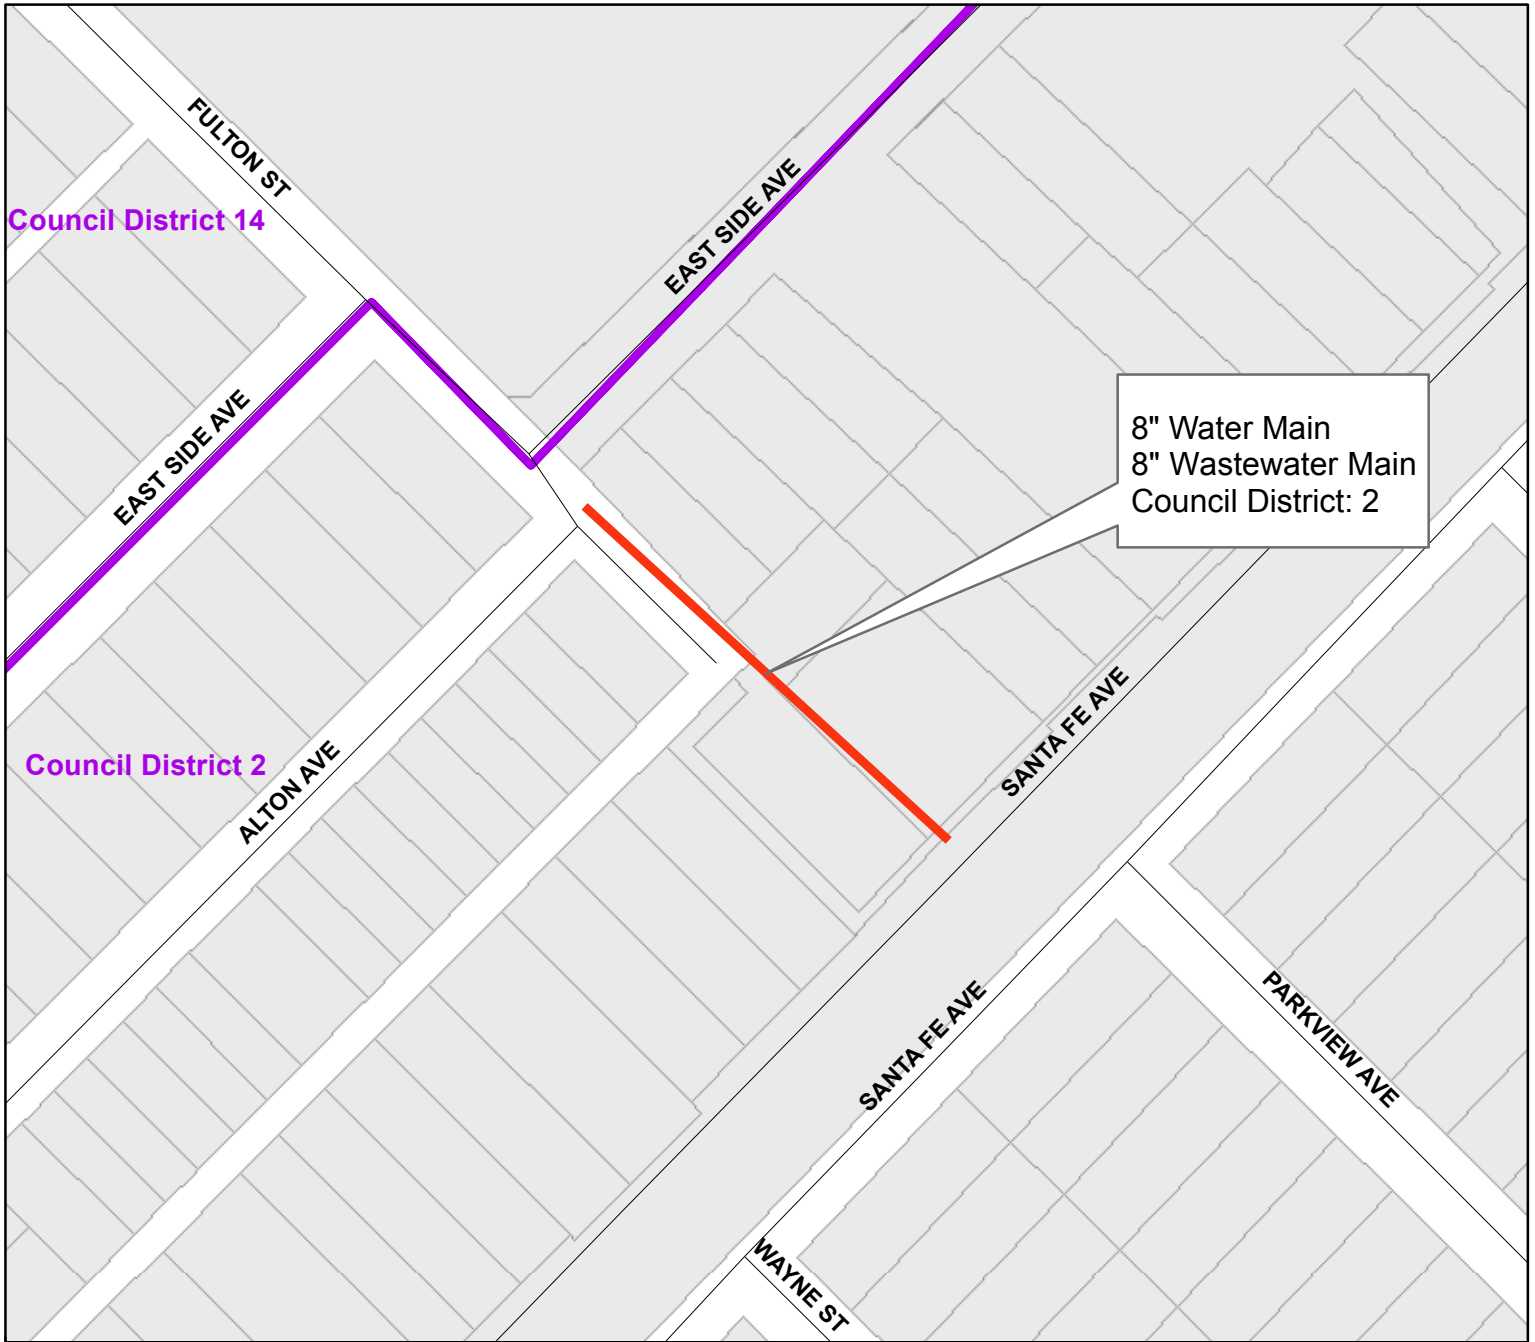 FULTON ST
EAST SIDE AVE
Council District 14
EAST SIDE AVE
8" Water Main
8" Wastewater Main
Council District: 2
SANTA FE AVE
Council District 2
ALTON AVE
SANTA FE AVE
PARKVIEW AVE
WAYNE ST